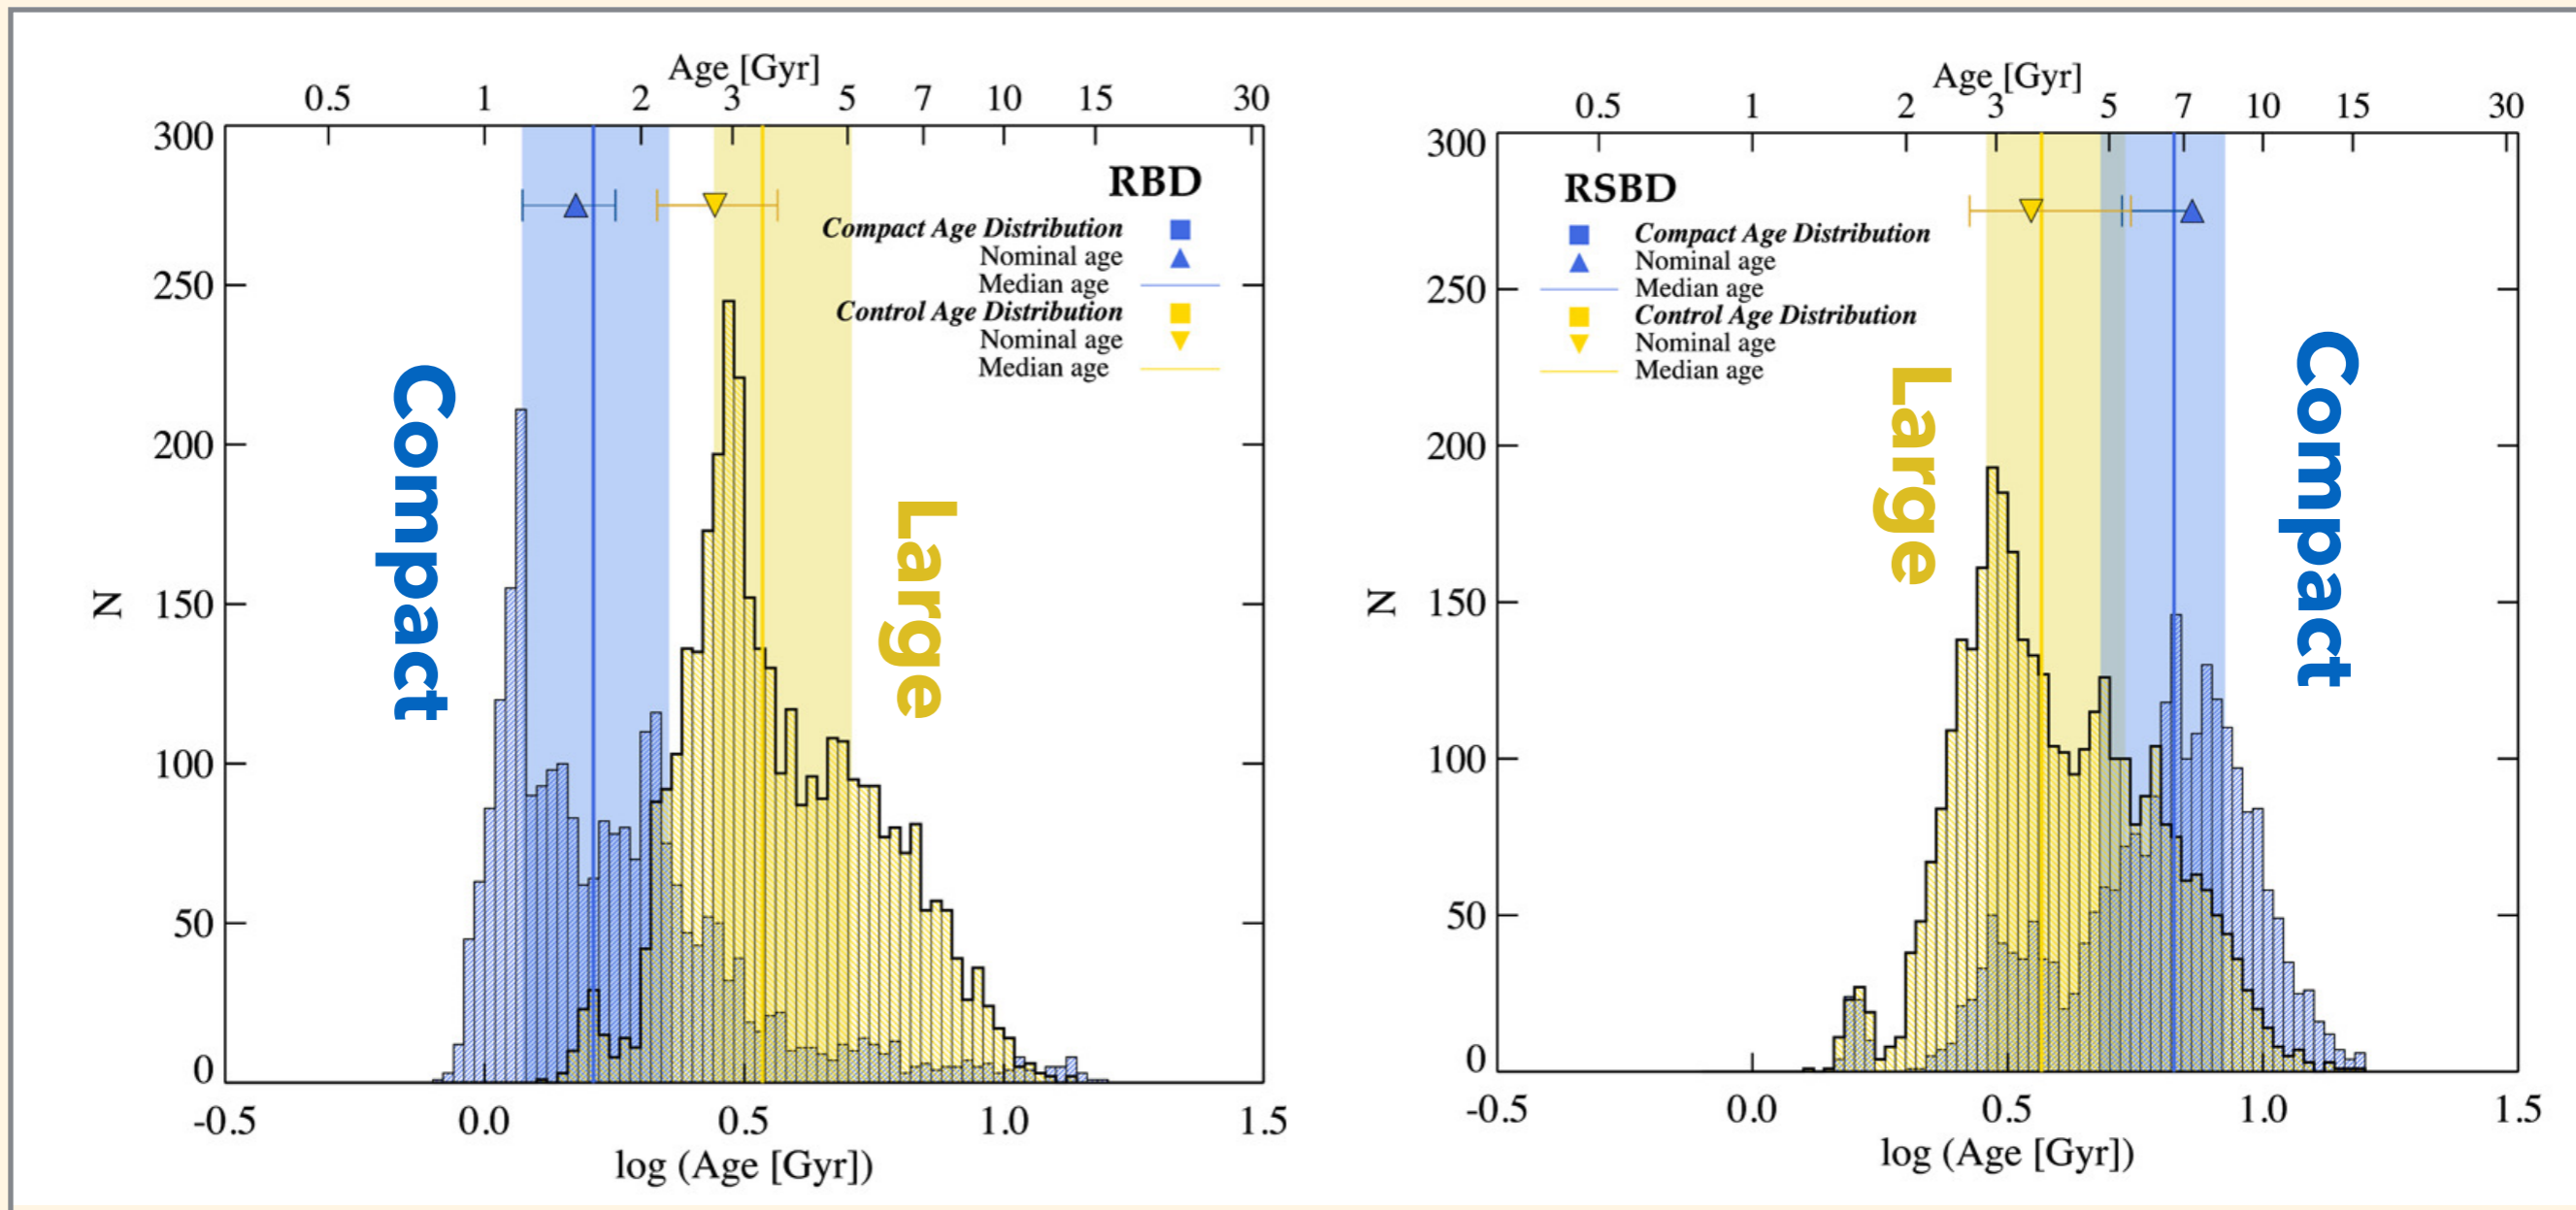 Age [Gyr]
0.5 1 2 3 5 7 10 15 30
300
250
200
150
100
50
0
N
RBD
Compact Age Distribution
Nominal age
Median age
Control Age Distribution
Nominal age
Median age
Compact
Large
-0.5 0.0 0.5 1.0 1.5
log (Age [Gyr])
Age [Gyr]
0.5 1 2 3 5 7 10 15 30
300
250
200
150
100
50
0
N
RSBD
Compact Age Distribution
Nominal age
Median age
Control Age Distribution
Nominal age
Median age
Large
Compact
-0.5 0.0 0.5 1.0 1.5
log (Age [Gyr])